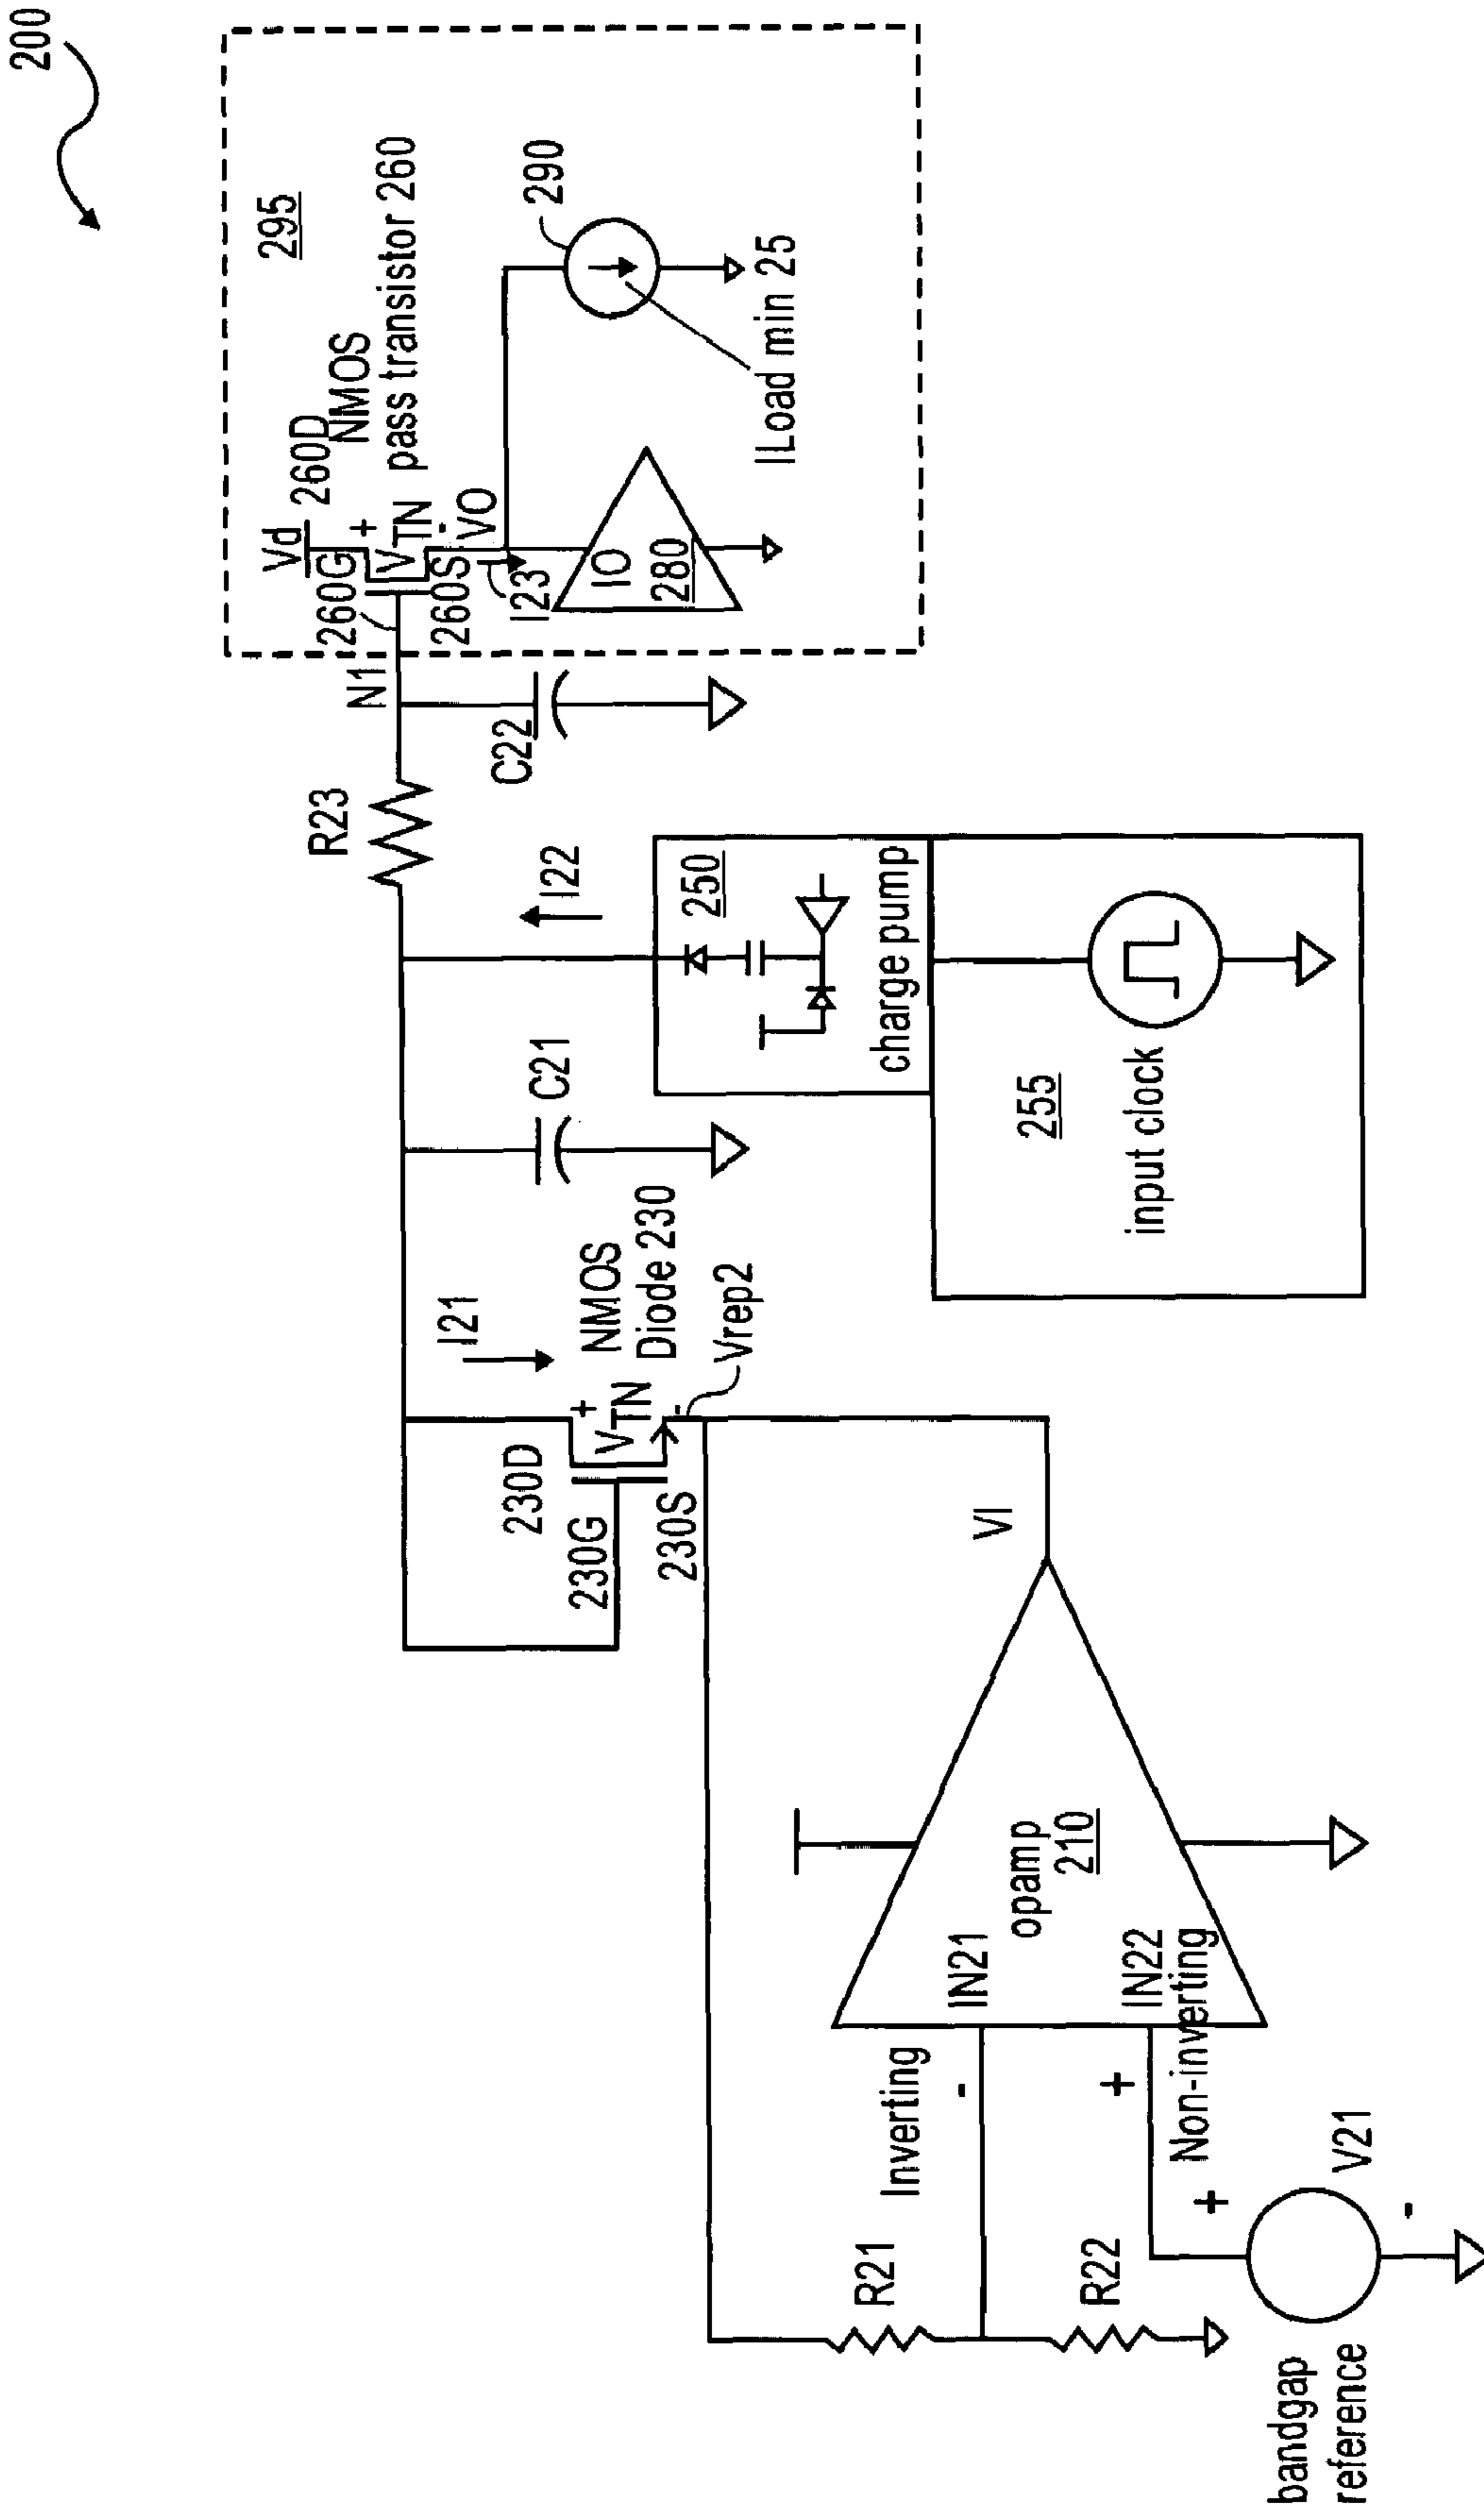 200
295
Vd
260D
NMOS
pass transistor 260
260G
+
VTN
-
260S
VO
I23
IO
280
290
ILoad min 25
N1
C22
R23
I22
250
charge pump
C21
255
input clock
I21
NMOS
Diode 230
Vrep2
230D
+
VTN
-
230G
230S
VI
opamp
210
IN21
IN22
Inverting
-
+
Non-inverting
R21
R22
+
V21
-
bandgap
reference